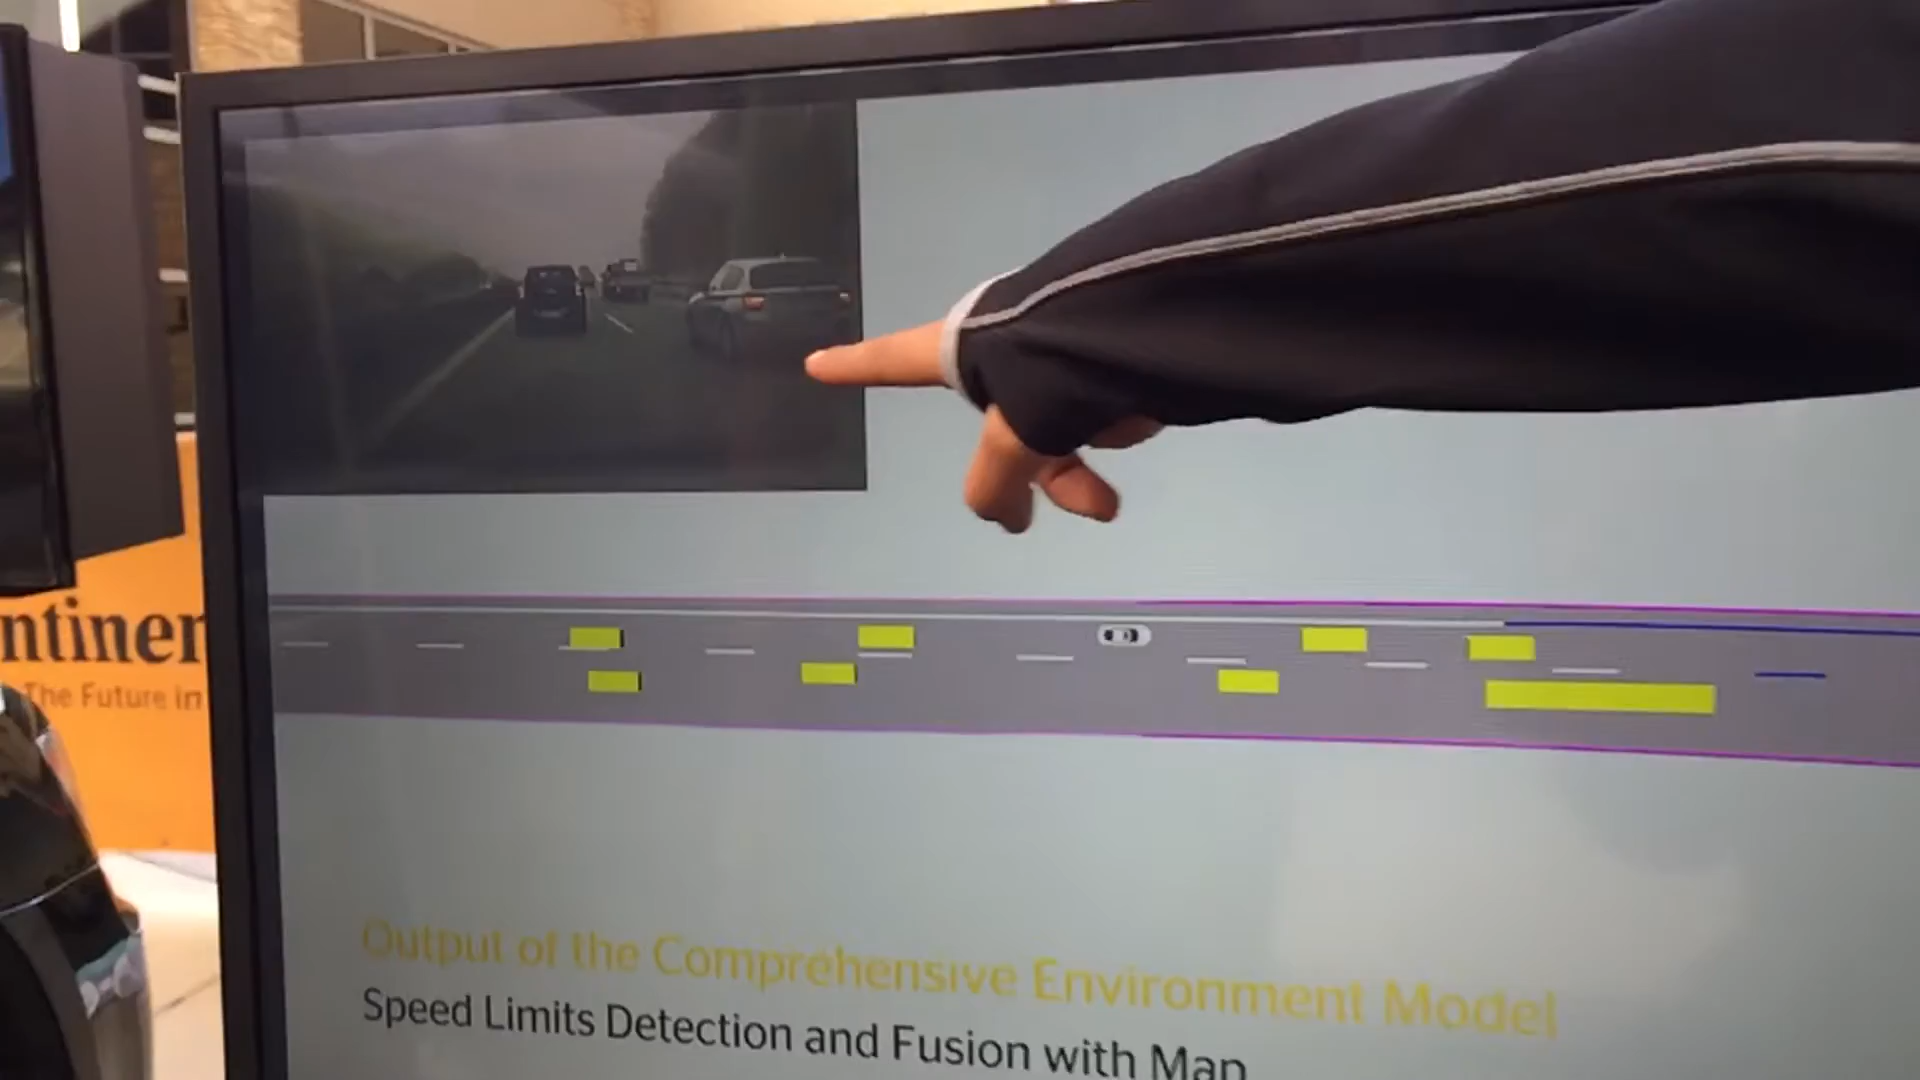 ntinen
The Future in
Output of the Comprehensive Environment Model
Speed Limits Detection and Fusion with Map